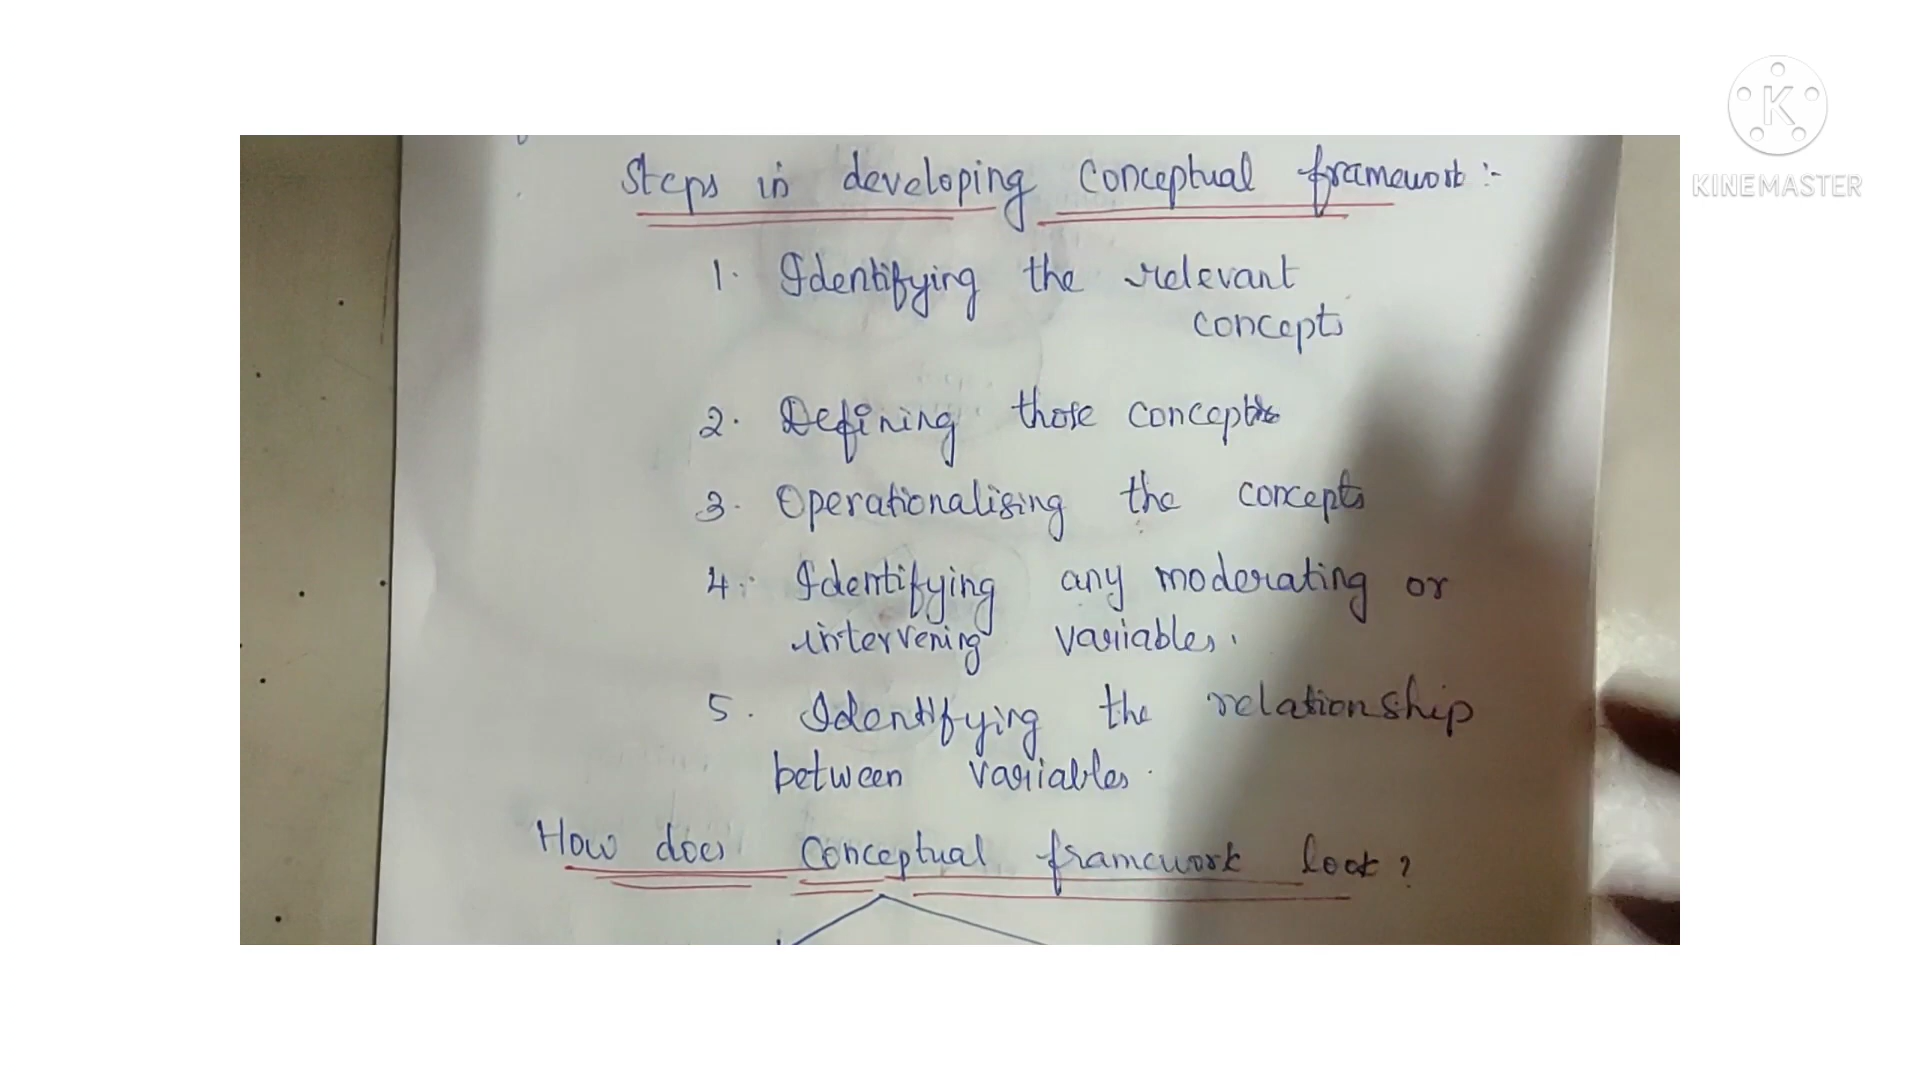 Steps in developing conceptual framework :-
1. Identifying the relevant
concepts
2. Defining those concepts
3. Operationalising the concepts
4. Identifying any moderating or
intervening variables.
5. Identifying the relationship
between variables.
How does conceptual framework look ?
K
KINEMASTER